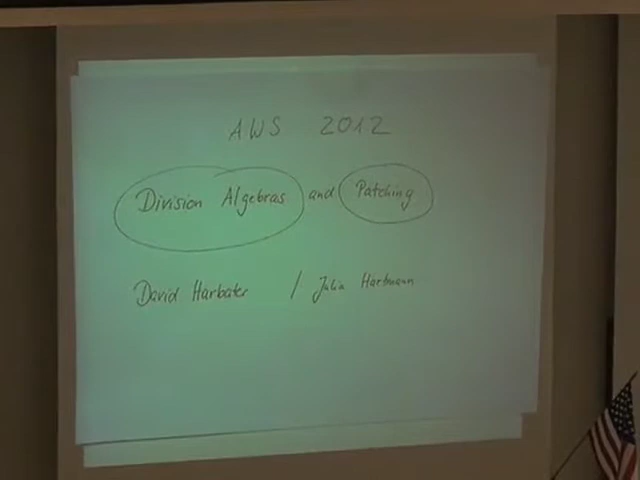 AWS 2012
Division Algebras and Patching
David Harbater / Julia Hartmann